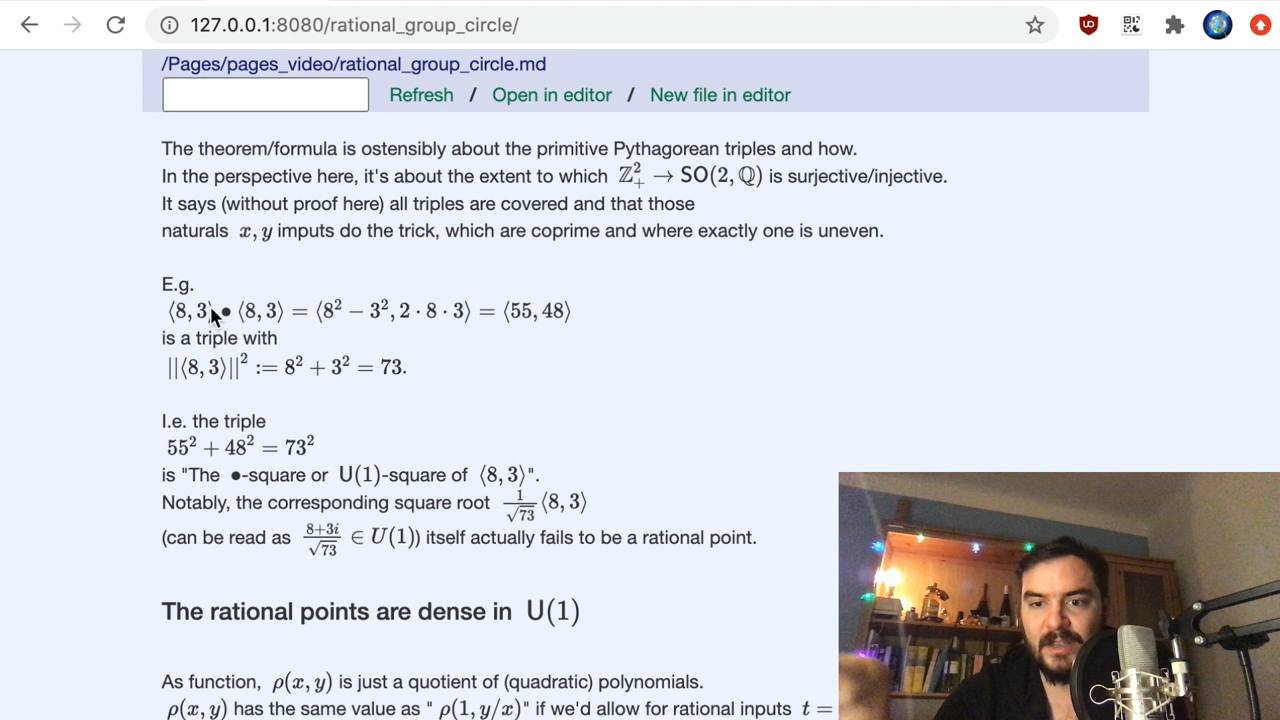 127.0.0.1:8080/rational_group_circle/
/Pages/pages_video/rational_group_circle.md
Refresh / Open in editor / New file in editor
The theorem/formula is ostensibly about the primitive Pythagorean triples and how.
In the perspective here, it's about the extent to which ℤ₊² → SO(2, ℚ) is surjective/injective.
It says (without proof here) all triples are covered and that those
naturals x, y imputs do the trick, which are coprime and where exactly one is uneven.
E.g.
⟨8, 3⟩ • ⟨8, 3⟩ = ⟨8² − 3², 2 · 8 · 3⟩ = ⟨55, 48⟩
is a triple with
||⟨8, 3⟩||² := 8² + 3² = 73.
I.e. the triple
55² + 48² = 73²
is "The •-square or U(1)-square of ⟨8, 3⟩".
Notably, the corresponding square root 1/√73 ⟨8, 3⟩
(can be read as (8+3i)/√73 ∈ U(1)) itself actually fails to be a rational point.
The rational points are dense in U(1)
As function, ρ(x, y) is just a quotient of (quadratic) polynomials.
ρ(x, y) has the same value as " ρ(1, y/x)" if we'd allow for rational inputs t =